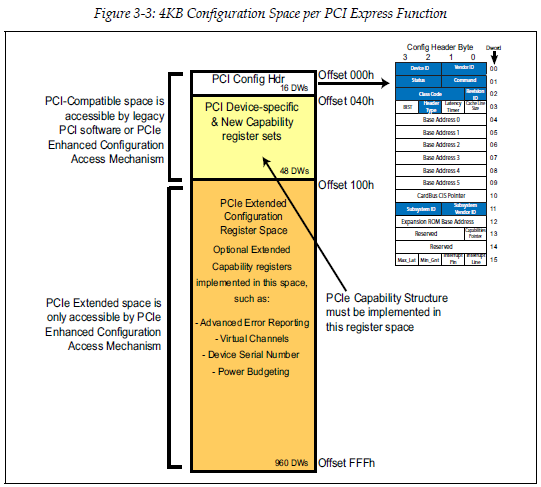 Figure 3-3: 4KB Configuration Space per PCI Express Function
Config Header Byte
3 2 1 0
Dword
Device ID Vendor ID 00
Status Command 01
Class Code Revision ID 02
BIST Header Type Latency Timer Cache Line Size 03
Base Address 0 04
Base Address 1 05
Base Address 2 06
Base Address 3 07
Base Address 4 08
Base Address 5 09
CardBus CIS Pointer 10
Subsystem ID Subsystem Vendor ID 11
Expansion ROM Base Address 12
Reserved Capabilities Pointer 13
Reserved 14
Max_Lat Min_Gnt Interrupt Pin Interrupt Line 15
PCI Config Hdr
16 DWs
Offset 000h
Offset 040h
PCI Device-specific
& New Capability
register sets
48 DWs
Offset 100h
PCI-Compatible space is
accessible by legacy
PCI software or PCIe
Enhanced Configuration
Access Mechanism
PCIe Extended
Configuration
Register Space
Optional Extended
Capability registers
implemented in this space,
such as:
- Advanced Error Reporting
- Virtual Channels
- Device Serial Number
- Power Budgeting
960 DWs
Offset FFFh
PCIe Extended space is
only accessible by PCIe
Enhanced Configuration
Access Mechanism
PCIe Capability Structure
must be implemented in
this register space